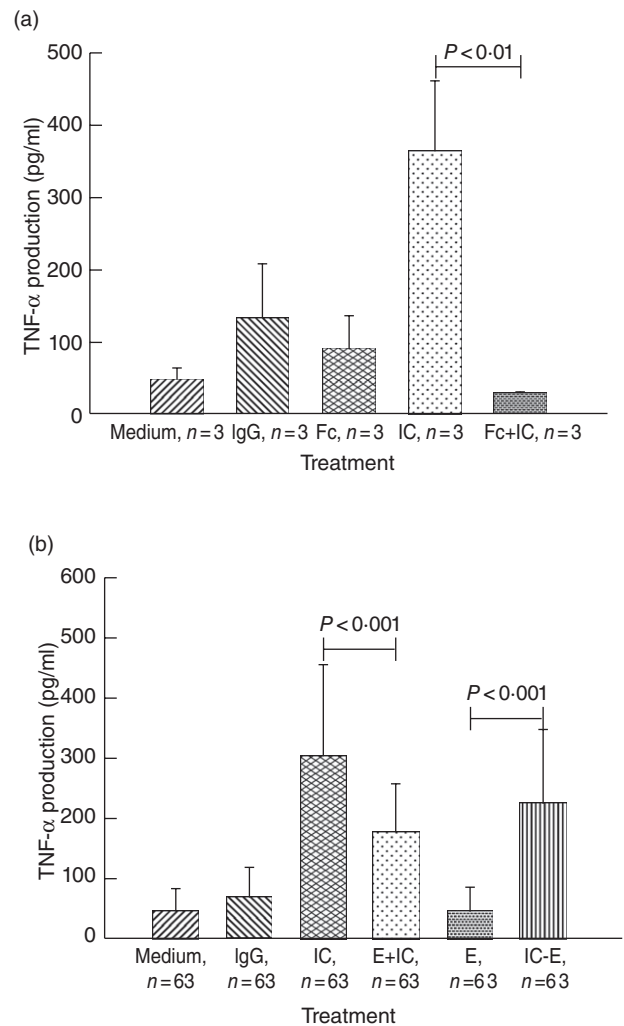 (a)
500
400
300
200
100
0
TNF-α production (pg/ml)
P < 0·01
Medium, n = 3 IgG, n = 3 Fc, n = 3 IC, n = 3 Fc+IC, n = 3
Treatment
(b)
600
500
400
300
200
100
0
TNF-α production (pg/ml)
P < 0·001
P < 0·001
Medium, IgG, IC, E+IC, E, IC-E,
n = 63 n = 63 n = 63 n = 63 n = 63 n = 63
Treatment